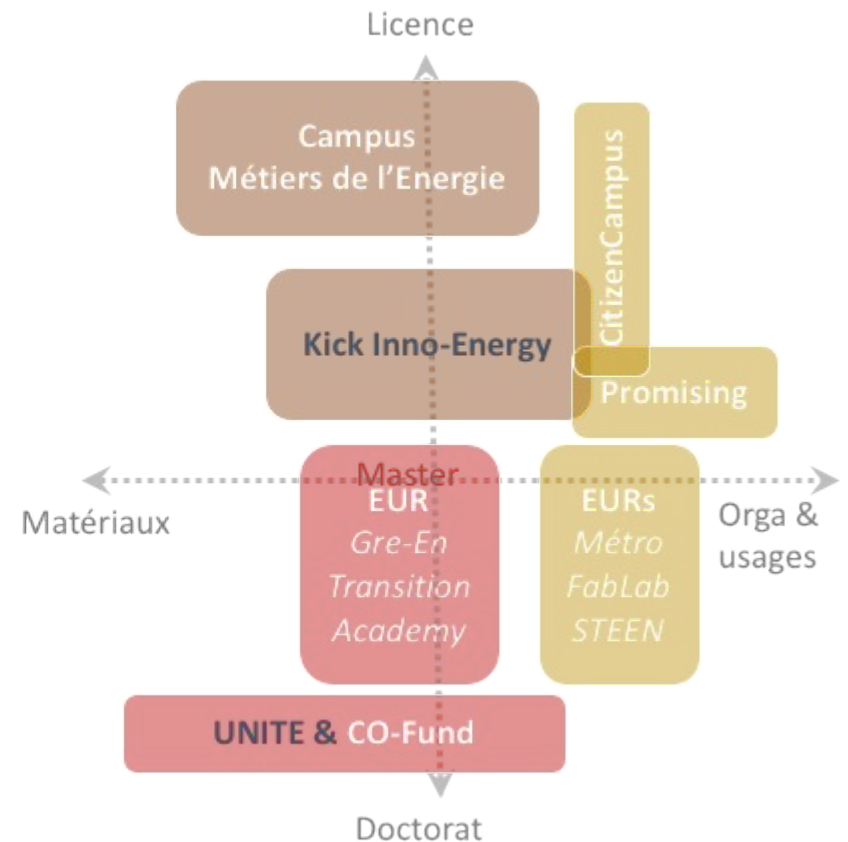 Licence
Campus
Métiers de l'Energie
CitizenCampus
Kick Inno-Energy
Promising
Master
Matériaux
EUR
Gre-En
Transition
Academy
EURs
Métro
FabLab
STEEN
Orga &
usages
UNITE & CO-Fund
Doctorat